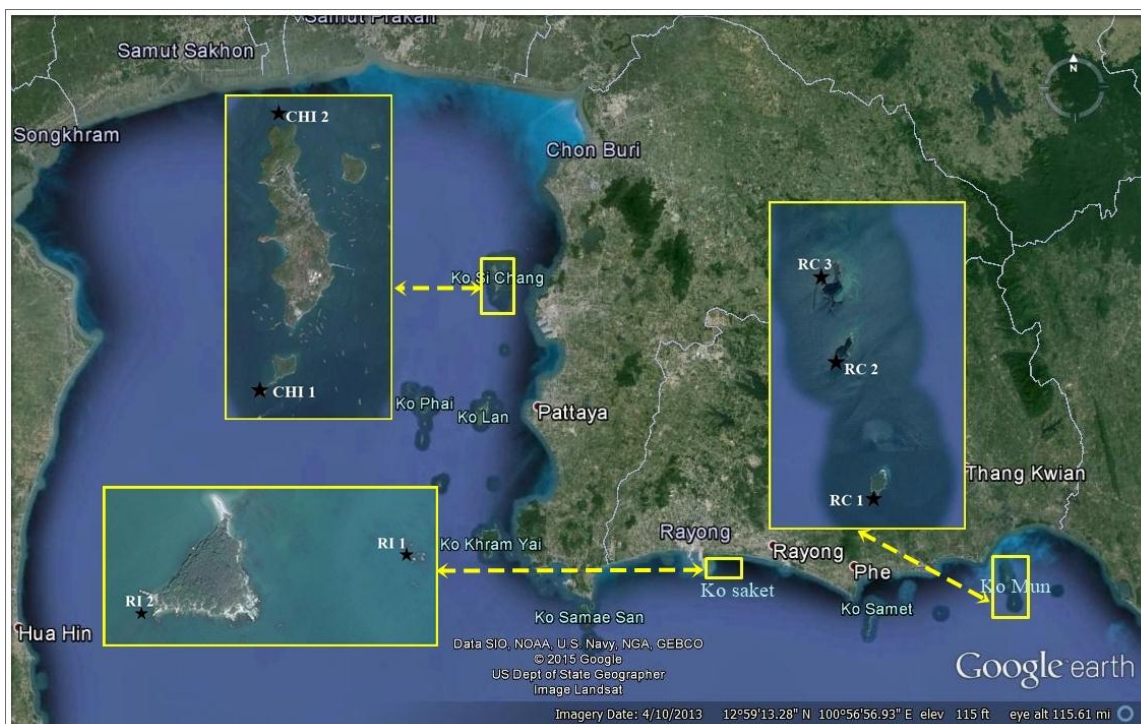 Samut Prakan
Samut Sakhon
N
CHI 2
Songkhram
Chon Buri
RC 3
Ko Si Chang
RC 2
CHI 1
Ko Phai
Ko Lan
Pattaya
Thang Kwian
RC 1
Rayong
RI 1
Ko Khram Yai
Rayong
Phe
Ko saket
Ko Mun
RI 2
Ko Samae San
Ko Samet
Hua Hin
Data SIO, NOAA, U.S. Navy, NGA, GEBCO
© 2015 Google
US Dept of State Geographer
Image Landsat
Google earth
Imagery Date: 4/10/2013 12°59'13.28" N 100°56'56.93" E elev 115 ft eye alt 115.61 mi